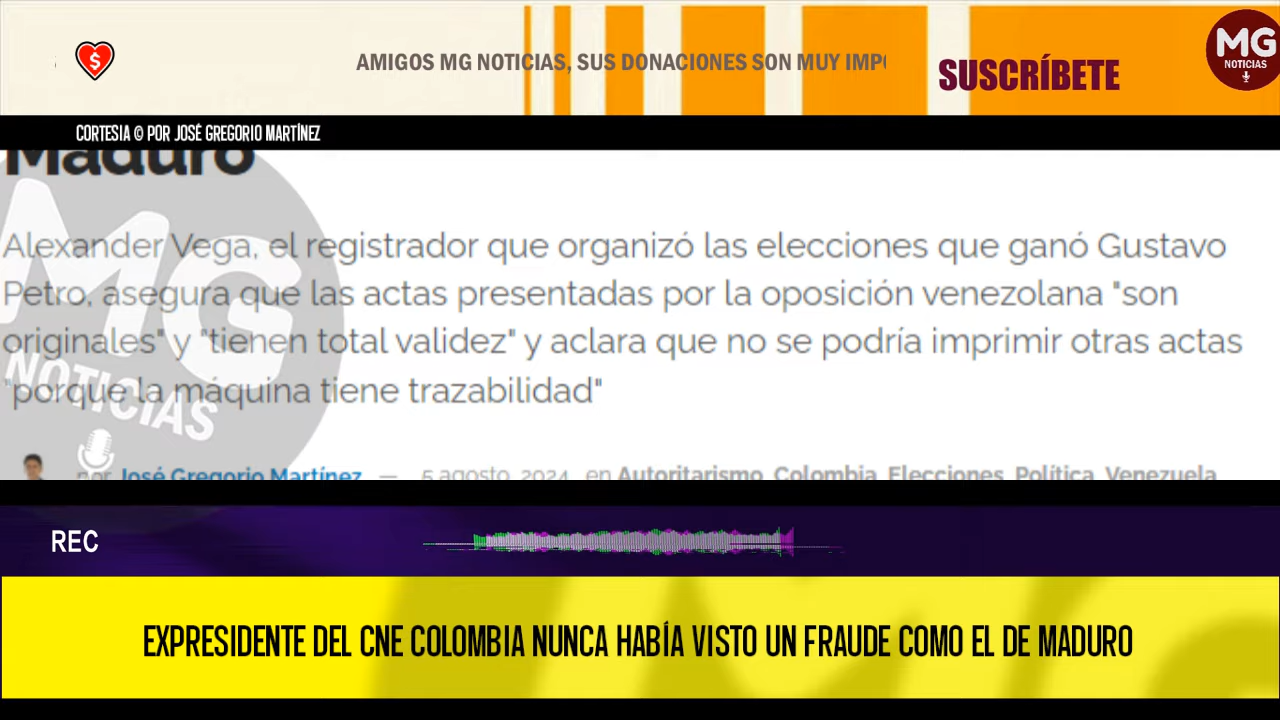 AMIGOS MG NOTICIAS, SUS DONACIONES SON MUY
SUSCRÍBETE
MG
NOTICIAS
CORTESIA © POR JOSÉ GREGORIO MARTÍNEZ
Maduro
Alexander Vega, el registrador que organizó las elecciones que ganó Gustavo
Petro, asegura que las actas presentadas por la oposición venezolana "son
originales" y "tienen total validez" y aclara que no se podría imprimir otras actas
"porque la máquina tiene trazabilidad"
MG
NOTICIAS
por José Gregorio Martínez — 5 agosto, 2024 en Autoritarismo, Colombia, Elecciones, Política, Venezuela
REC
EXPRESIDENTE DEL CNE COLOMBIA NUNCA HABÍA VISTO UN FRAUDE COMO EL DE MADURO